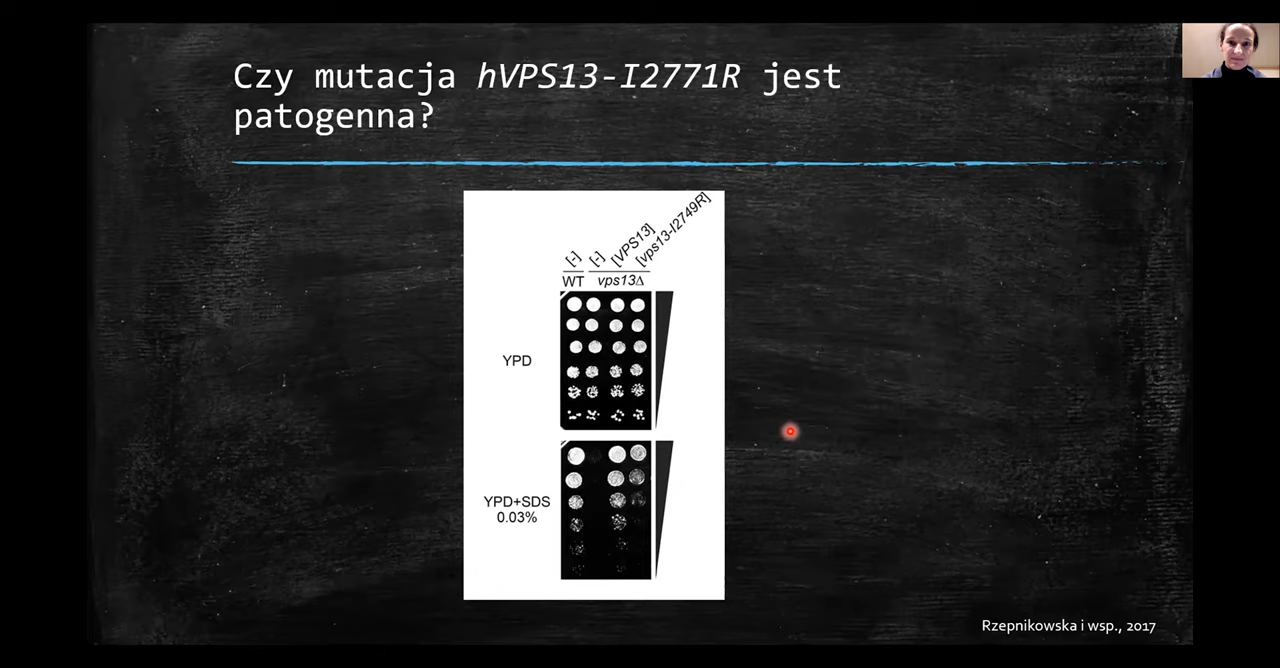 Czy mutacja hVPS13-I2771R jest
patogenna?
[-] [-] [VPS13] [vps13-I2749R]
WT vps13Δ
YPD
YPD+SDS
0.03%
Rzepnikowska i wsp., 2017